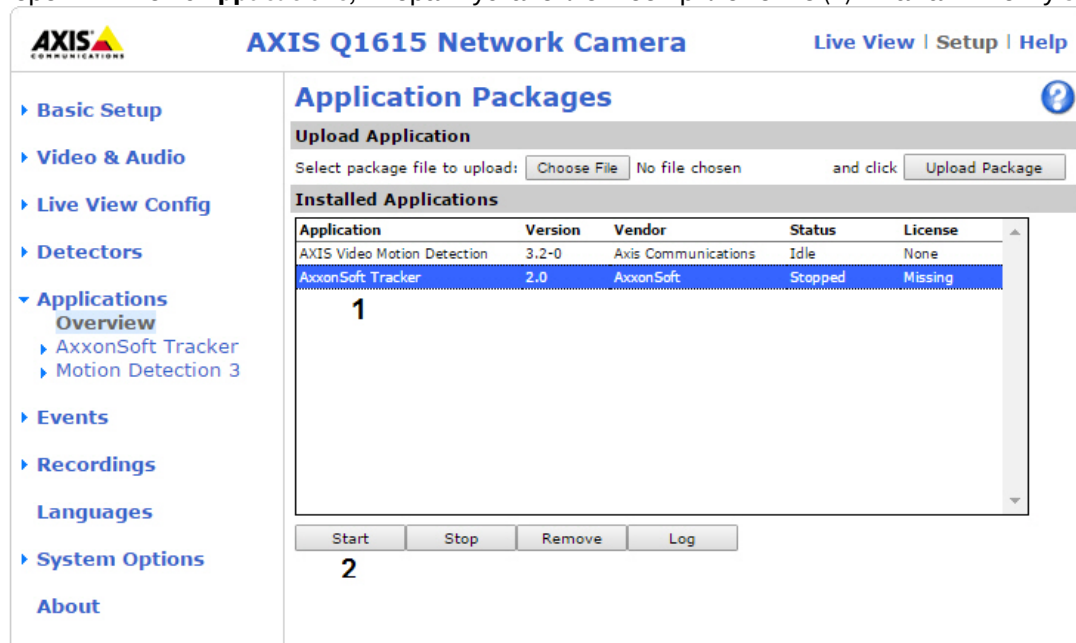 AXIS
COMMUNICATIONS
AXIS Q1615 Network Camera
Live View | Setup | Help
Basic Setup
Video & Audio
Live View Config
Detectors
Applications
Overview
AxxonSoft Tracker
Motion Detection 3
Events
Recordings
Languages
System Options
About
Application Packages
?
Upload Application
Select package file to upload: Choose File No file chosen and click Upload Package
Installed Applications
Application Version Vendor Status License
AXIS Video Motion Detection 3.2-0 Axis Communications Idle None
AxxonSoft Tracker 2.0 AxxonSoft Stopped Missing
1
Start Stop Remove Log
2